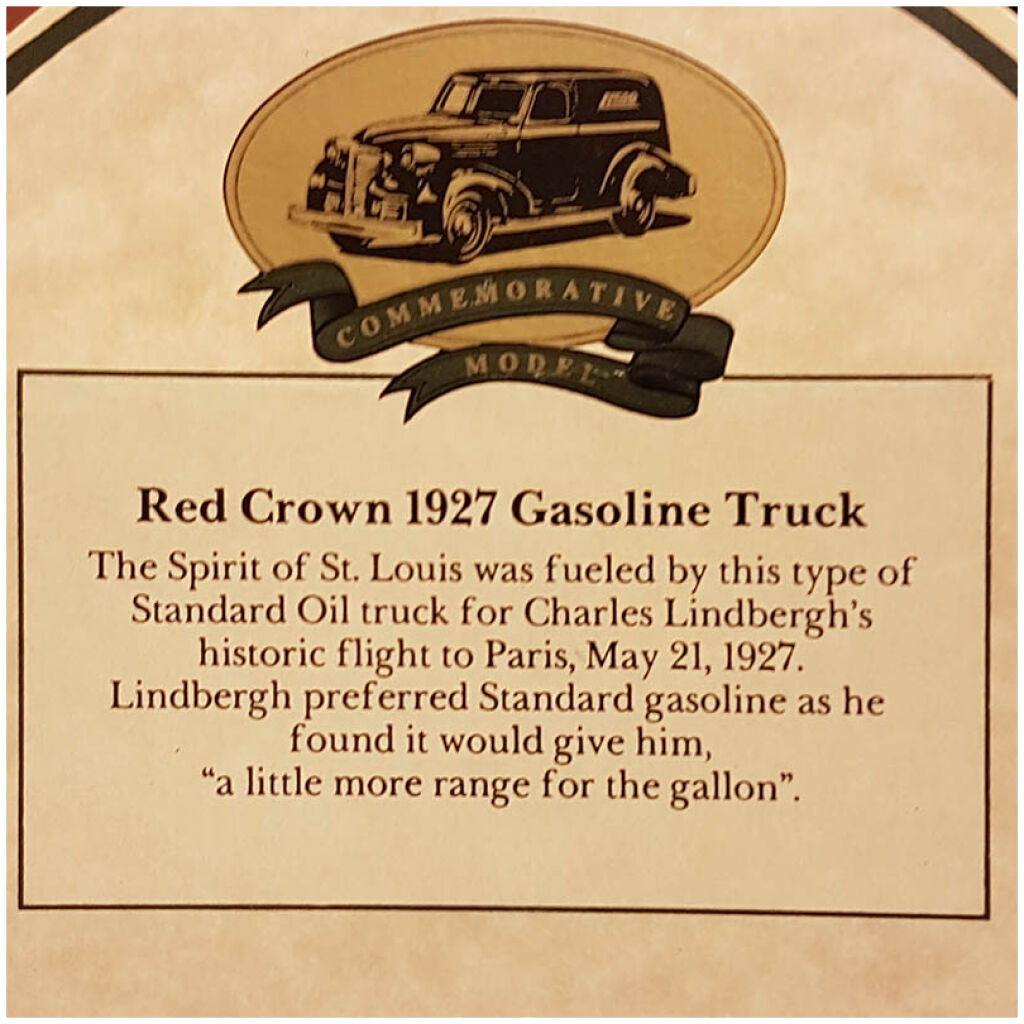 COMMEMORATIVE
MODEL™
Red Crown 1927 Gasoline Truck
The Spirit of St. Louis was fueled by this type of
Standard Oil truck for Charles Lindbergh's
historic flight to Paris, May 21, 1927.
Lindbergh preferred Standard gasoline as he
found it would give him,
“a little more range for the gallon”.